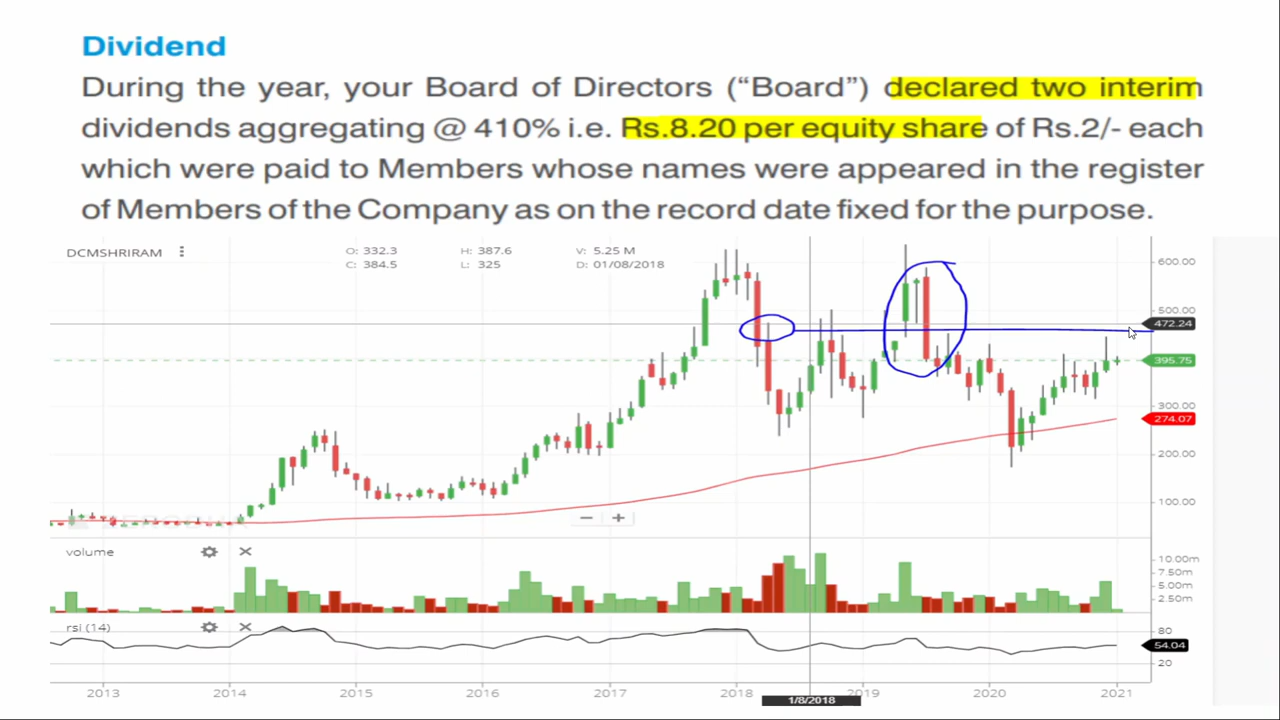 Dividend
During the year, your Board of Directors (“Board”) declared two interim
dividends aggregating @ 410% i.e. Rs.8.20 per equity share of Rs.2/- each
which were paid to Members whose names were appeared in the register
of Members of the Company as on the record date fixed for the purpose.
DCMSHRIRAM O: 332.3 H: 387.6 V: 5.25 M
C: 384.5 L: 325 D: 01/08/2018
600.00
500.00
472.24
395.75
300.00
274.07
200.00
100.00
volume
10.00m
7.50m
5.00m
2.50m
rsi (14)
80
54.04
20
2013 2014 2015 2016 2017 2018 2019 2020 2021
1/8/2018